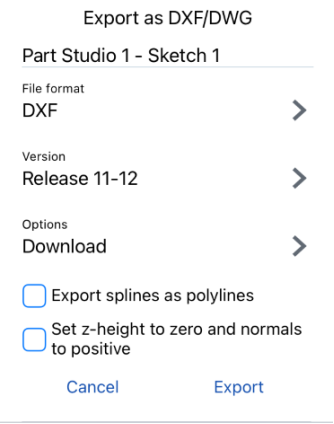 Export as DXF/DWG
Part Studio 1 - Sketch 1
File format
DXF
Version
Release 11-12
Options
Download
Export splines as polylines
Set z-height to zero and normals
to positive
Cancel Export